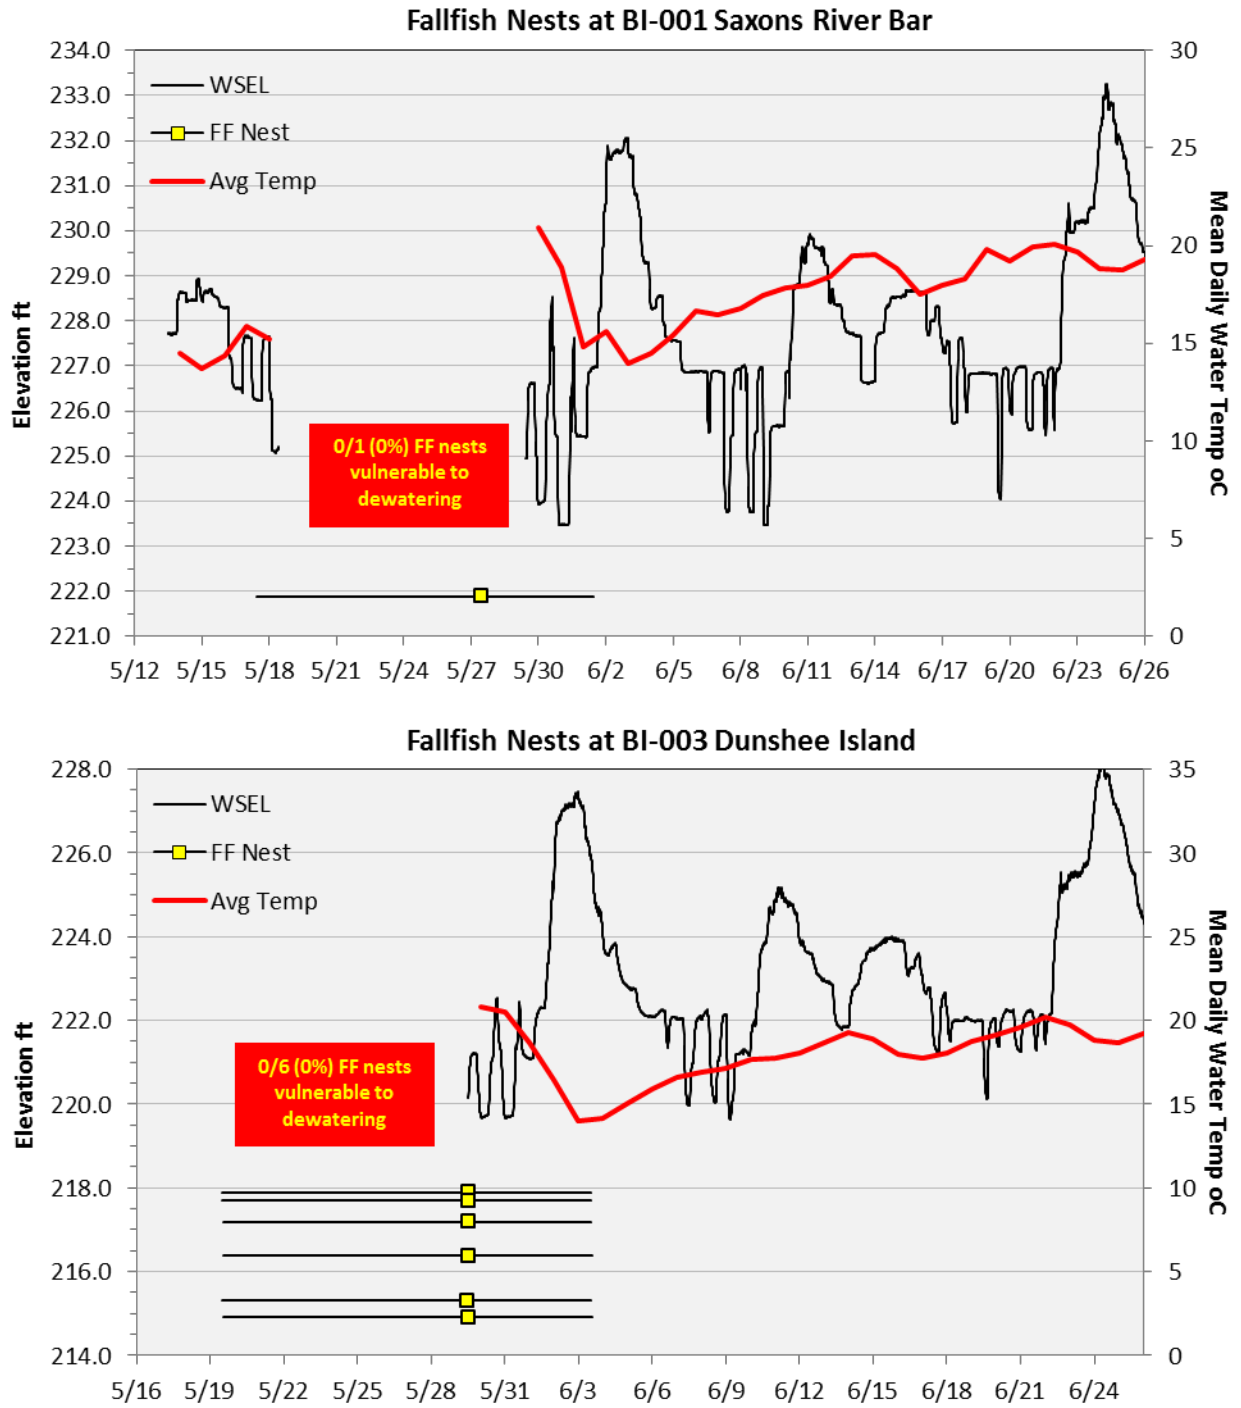 Fallfish Nests at BI-001 Saxons River Bar
234.0
233.0
232.0
231.0
230.0
229.0
228.0
227.0
226.0
225.0
224.0
223.0
222.0
221.0
Elevation ft
WSEL
FF Nest
Avg Temp
0/1 (0%) FF nests
vulnerable to
dewatering
30
25
20
15
10
5
0
Mean Daily Water Temp oC
5/12 5/15 5/18 5/21 5/24 5/27 5/30 6/2 6/5 6/8 6/11 6/14 6/17 6/20 6/23 6/26
Fallfish Nests at BI-003 Dunshee Island
228.0
226.0
224.0
222.0
220.0
218.0
216.0
214.0
Elevation ft
WSEL
FF Nest
Avg Temp
0/6 (0%) FF nests
vulnerable to
dewatering
35
30
25
20
15
10
5
0
Mean Daily Water Temp oC
5/16 5/19 5/22 5/25 5/28 5/31 6/3 6/6 6/9 6/12 6/15 6/18 6/21 6/24